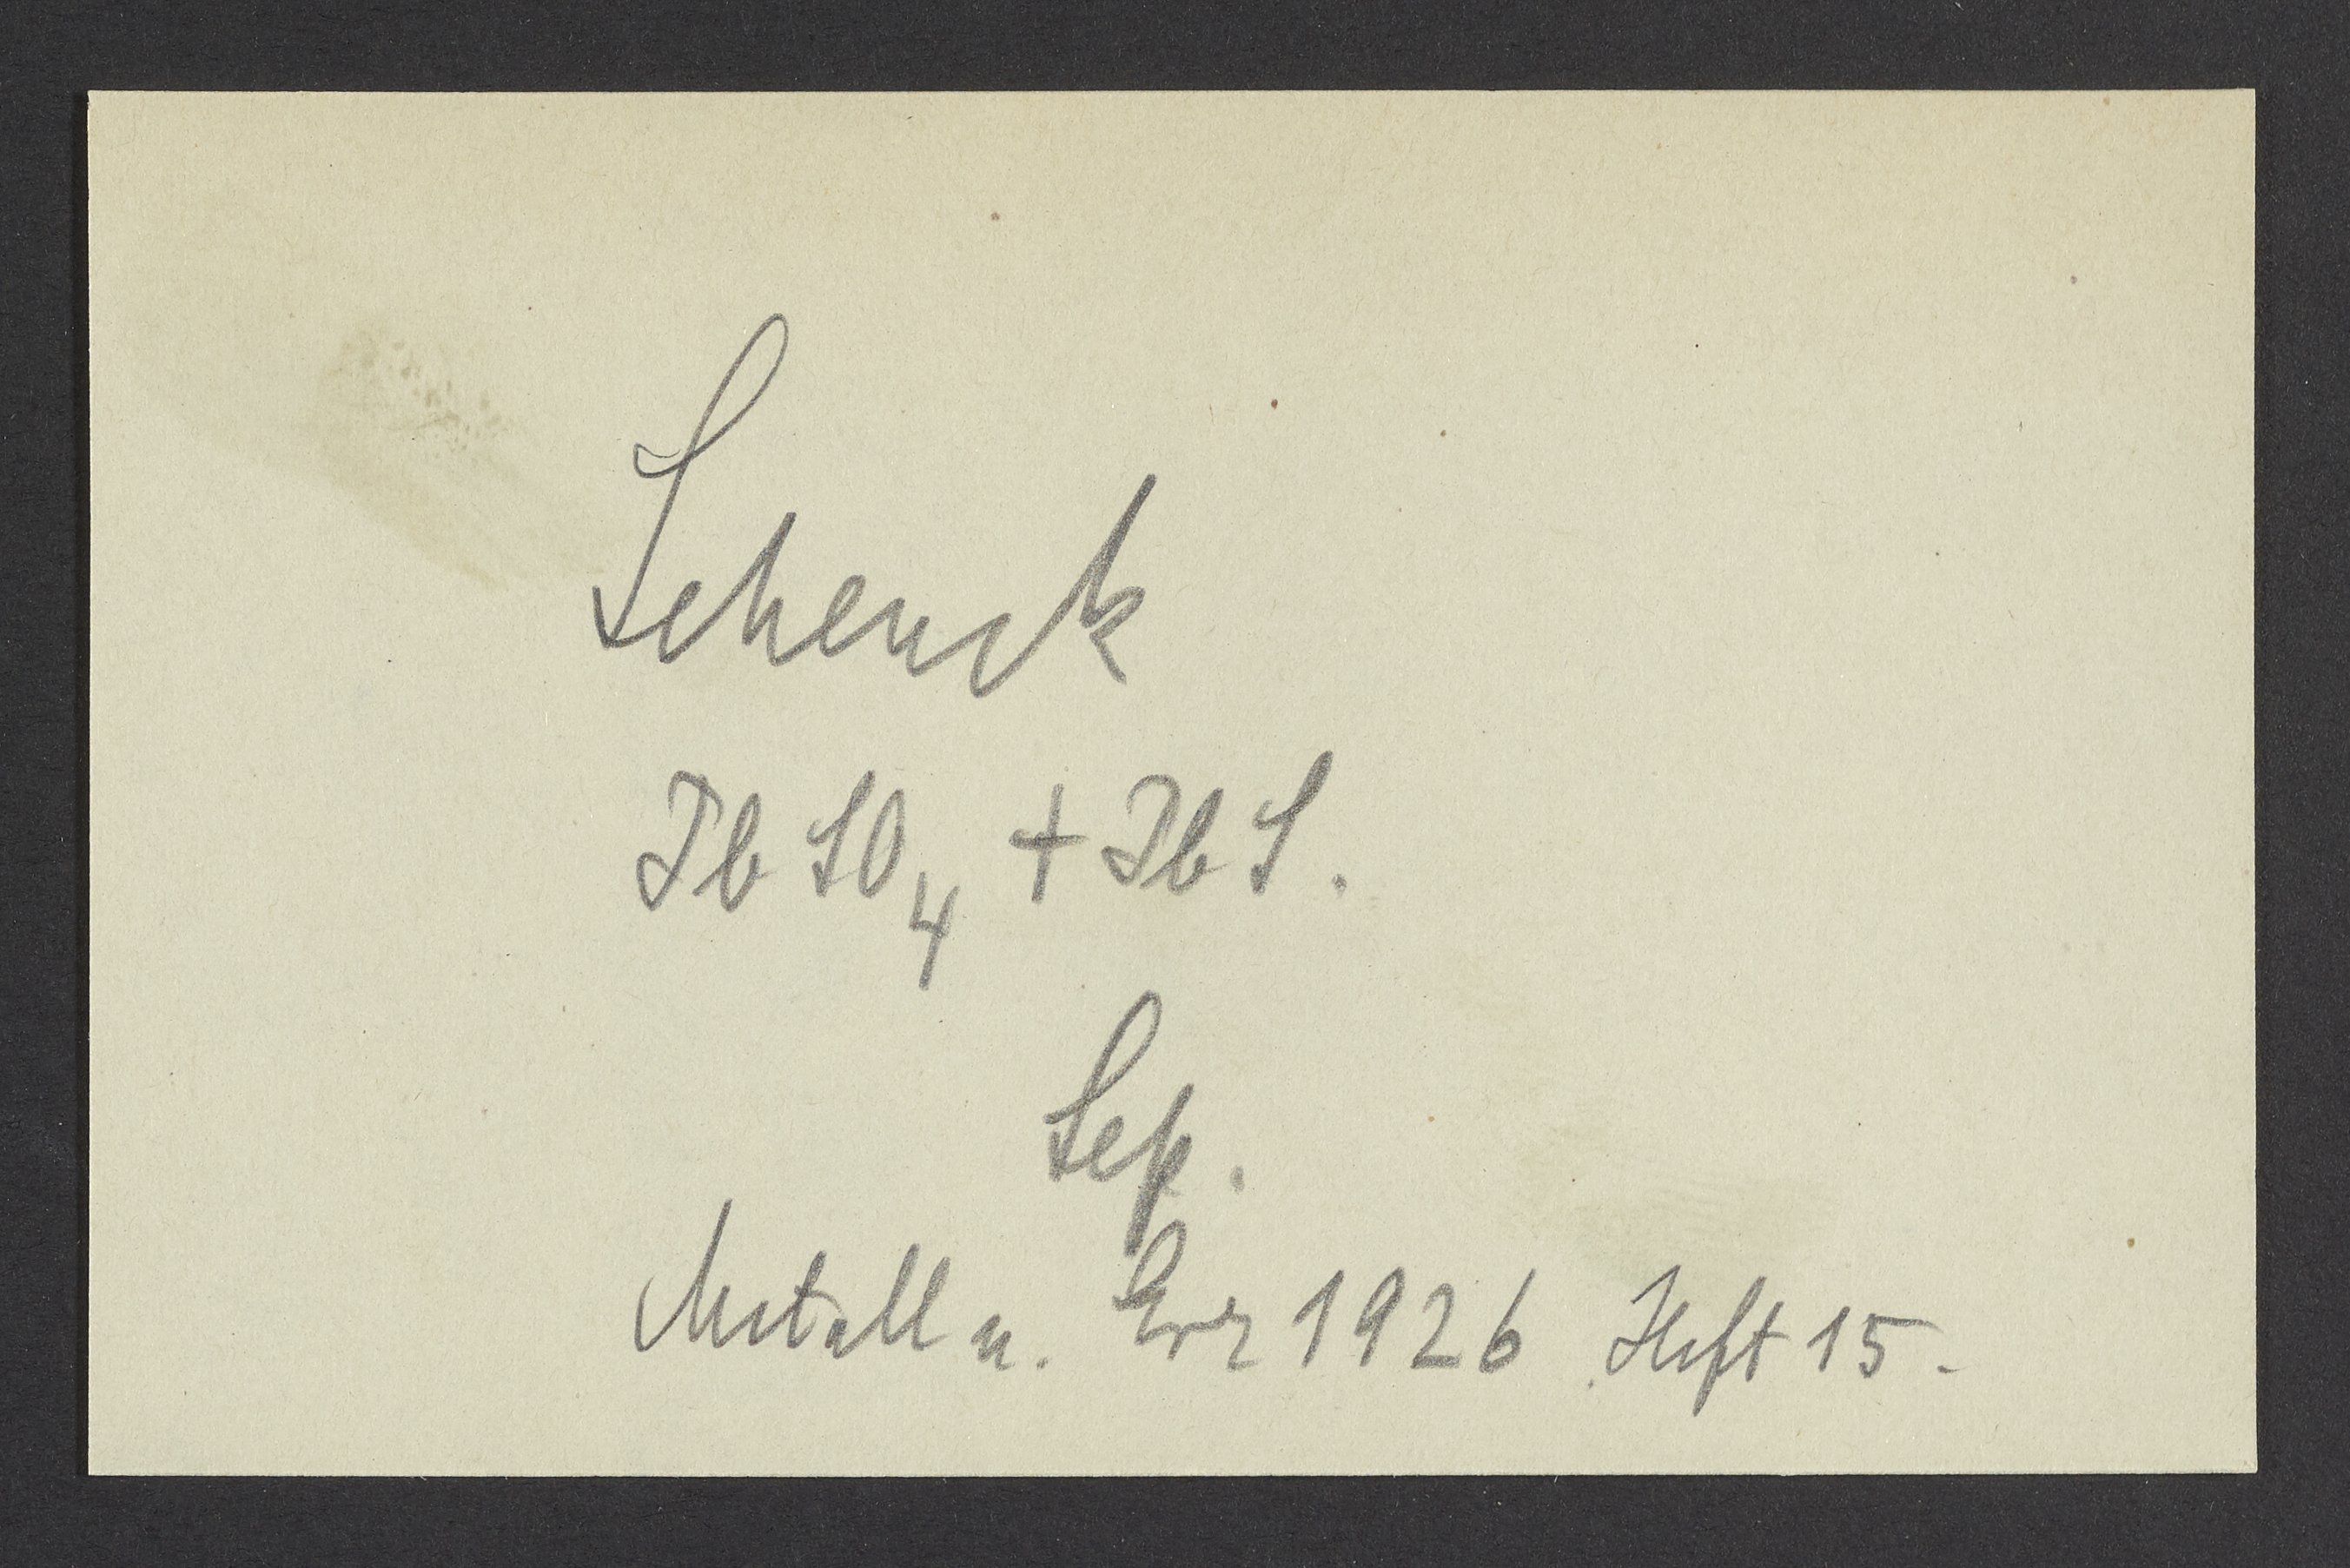 Schenck
PbSO₄ + PbS.
Sep.
Metall u. Erz 1926 Heft 15.